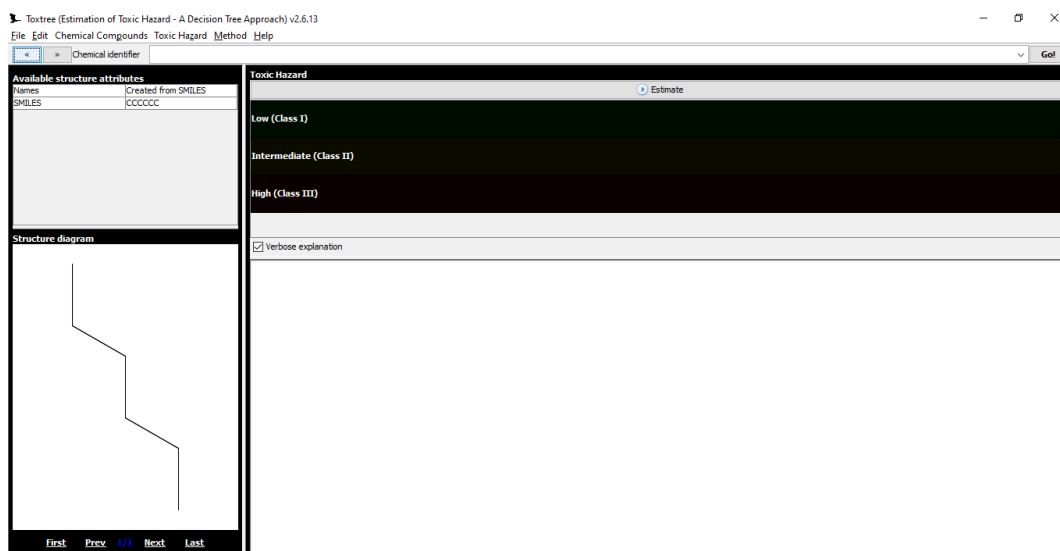 Toxtree (Estimation of Toxic Hazard - A Decision Tree Approach) v2.6.13
File Edit Chemical Compounds Toxic Hazard Method Help
« » Chemical identifier Go!
Available structure attributes
Names Created from SMILES
SMILES CCCCCC
Structure diagram
First Prev 1/1 Next Last
Toxic Hazard
Estimate
Low (Class I)
Intermediate (Class II)
High (Class III)
Verbose explanation